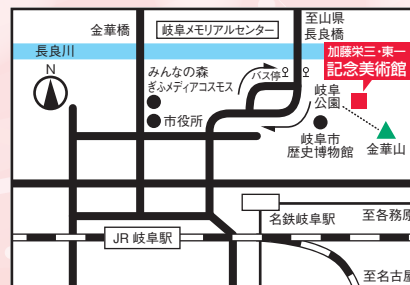 金華橋
岐阜メモリアルセンター
至山県
長良橋
長良川
加藤栄三・東一
記念美術館
N
みんなの森
ぎふメディアコスモス
バス停
岐阜
公園
市役所
岐阜市
歴史博物館
金華山
名鉄岐阜駅
至各務原
JR 岐阜駅
至名古屋